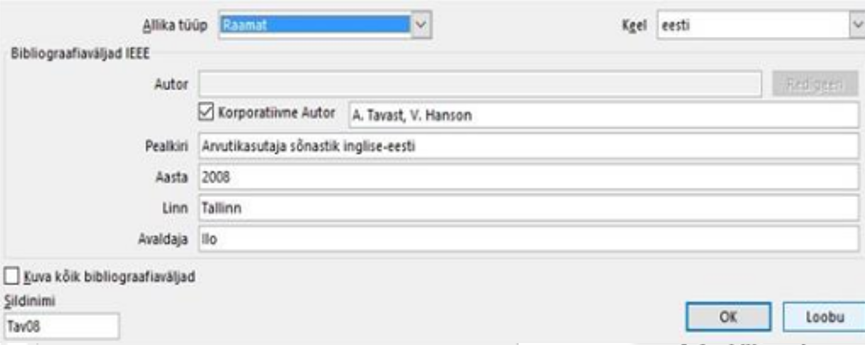 Allika tüüp Raamat Keel eesti
Bibliograafiaväljad IEEE
Autor Redigeeri
Korporatiivne Autor A. Tavast, V. Hanson
Pealkiri Arvutikasutaja sõnastik inglise-eesti
Aasta 2008
Linn Tallinn
Avaldaja Ilo
Kuva kõik bibliograafiaväljad
Sildinimi
Tav08
OK Loobu